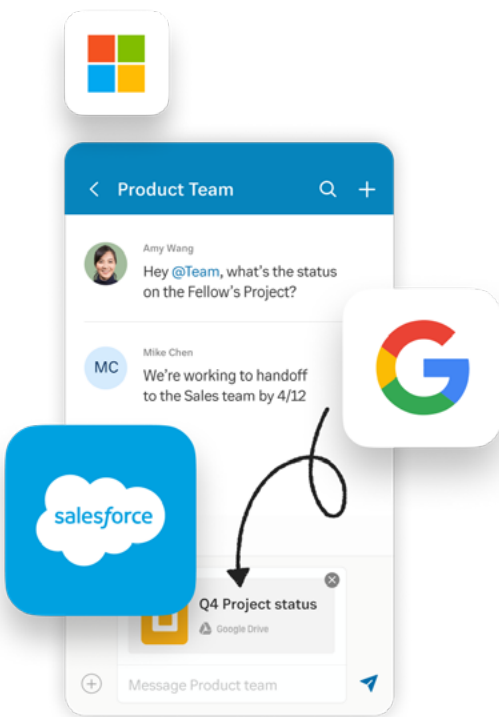 Product Team
Amy Wang
Hey @Team, what's the status
on the Fellow's Project?
MC
Mike Chen
We're working to handoff
to the Sales team by 4/12
salesforce
Q4 Project status
Google Drive
Message Product team